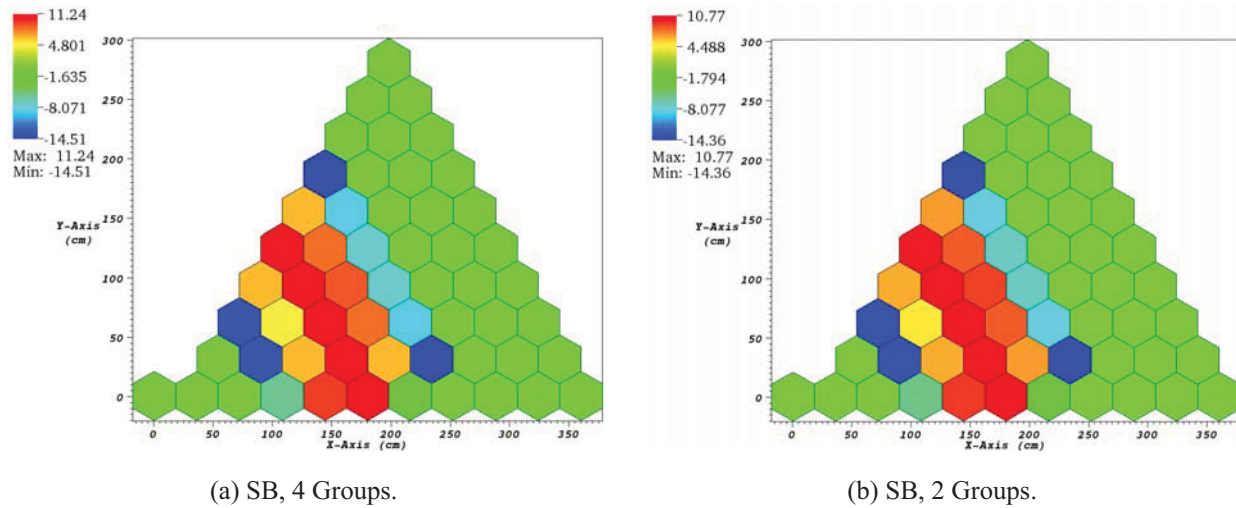 11.24
4.801
-1.635
-8.071
-14.51
Max: 11.24
Min: -14.51
300
250
200
150
100
50
0
Y-Axis
(cm)
0 50 100 150 200 250 300 350
X-Axis (cm)
(a) SB, 4 Groups.
10.77
4.488
-1.794
-8.077
-14.36
Max: 10.77
Min: -14.36
300
250
200
150
100
50
0
Y-Axis
(cm)
0 50 100 150 200 250 300 350
X-Axis (cm)
(b) SB, 2 Groups.